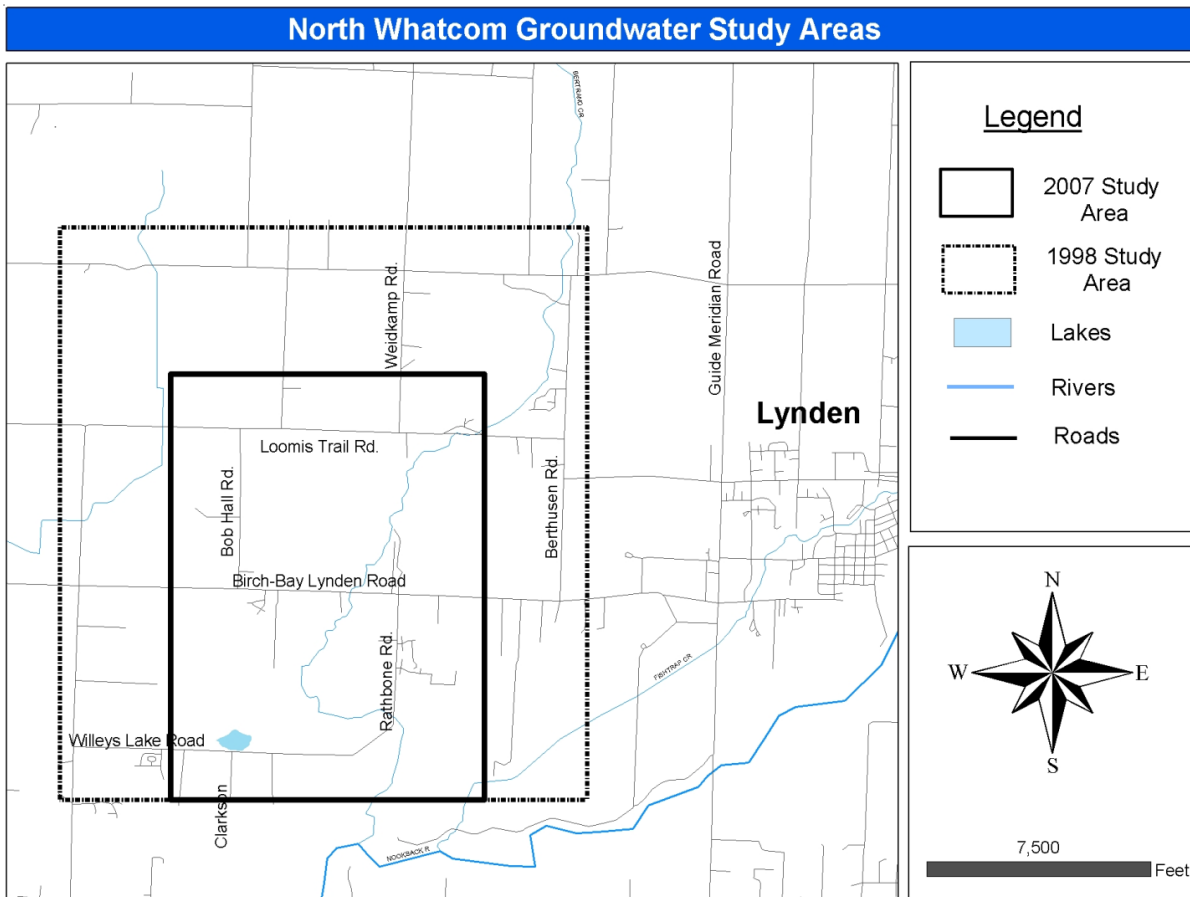 North Whatcom Groundwater Study Areas
BERTRAND CR
Weidkamp Rd.
Guide Meridian Road
Lynden
Loomis Trail Rd.
Bob Hall Rd.
Berthusen Rd.
Birch-Bay Lynden Road
Rathbone Rd.
FISHTRAP CR
Willeys Lake Road
Clarkson
NOOKSACK R
Legend
2007 Study
Area
1998 Study
Area
Lakes
Rivers
Roads
N
W
E
S
7,500
Feet